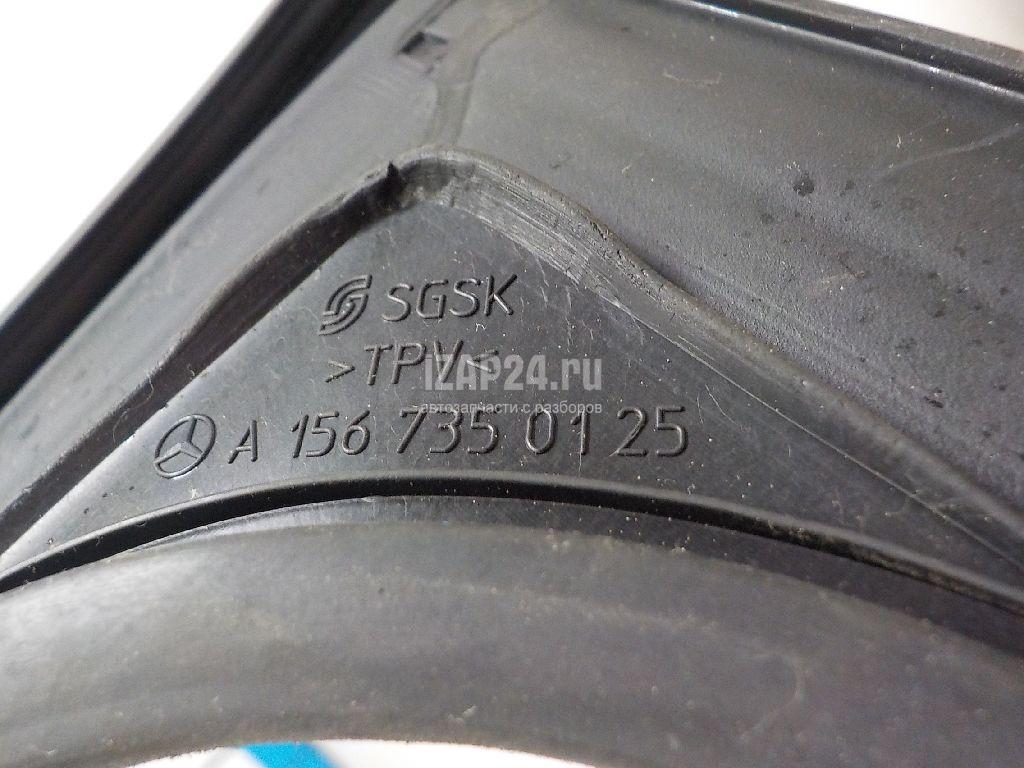 SGSK
>TPV<
IZAP24.ru
автозапчасти с разборов
A 156 735 01 25